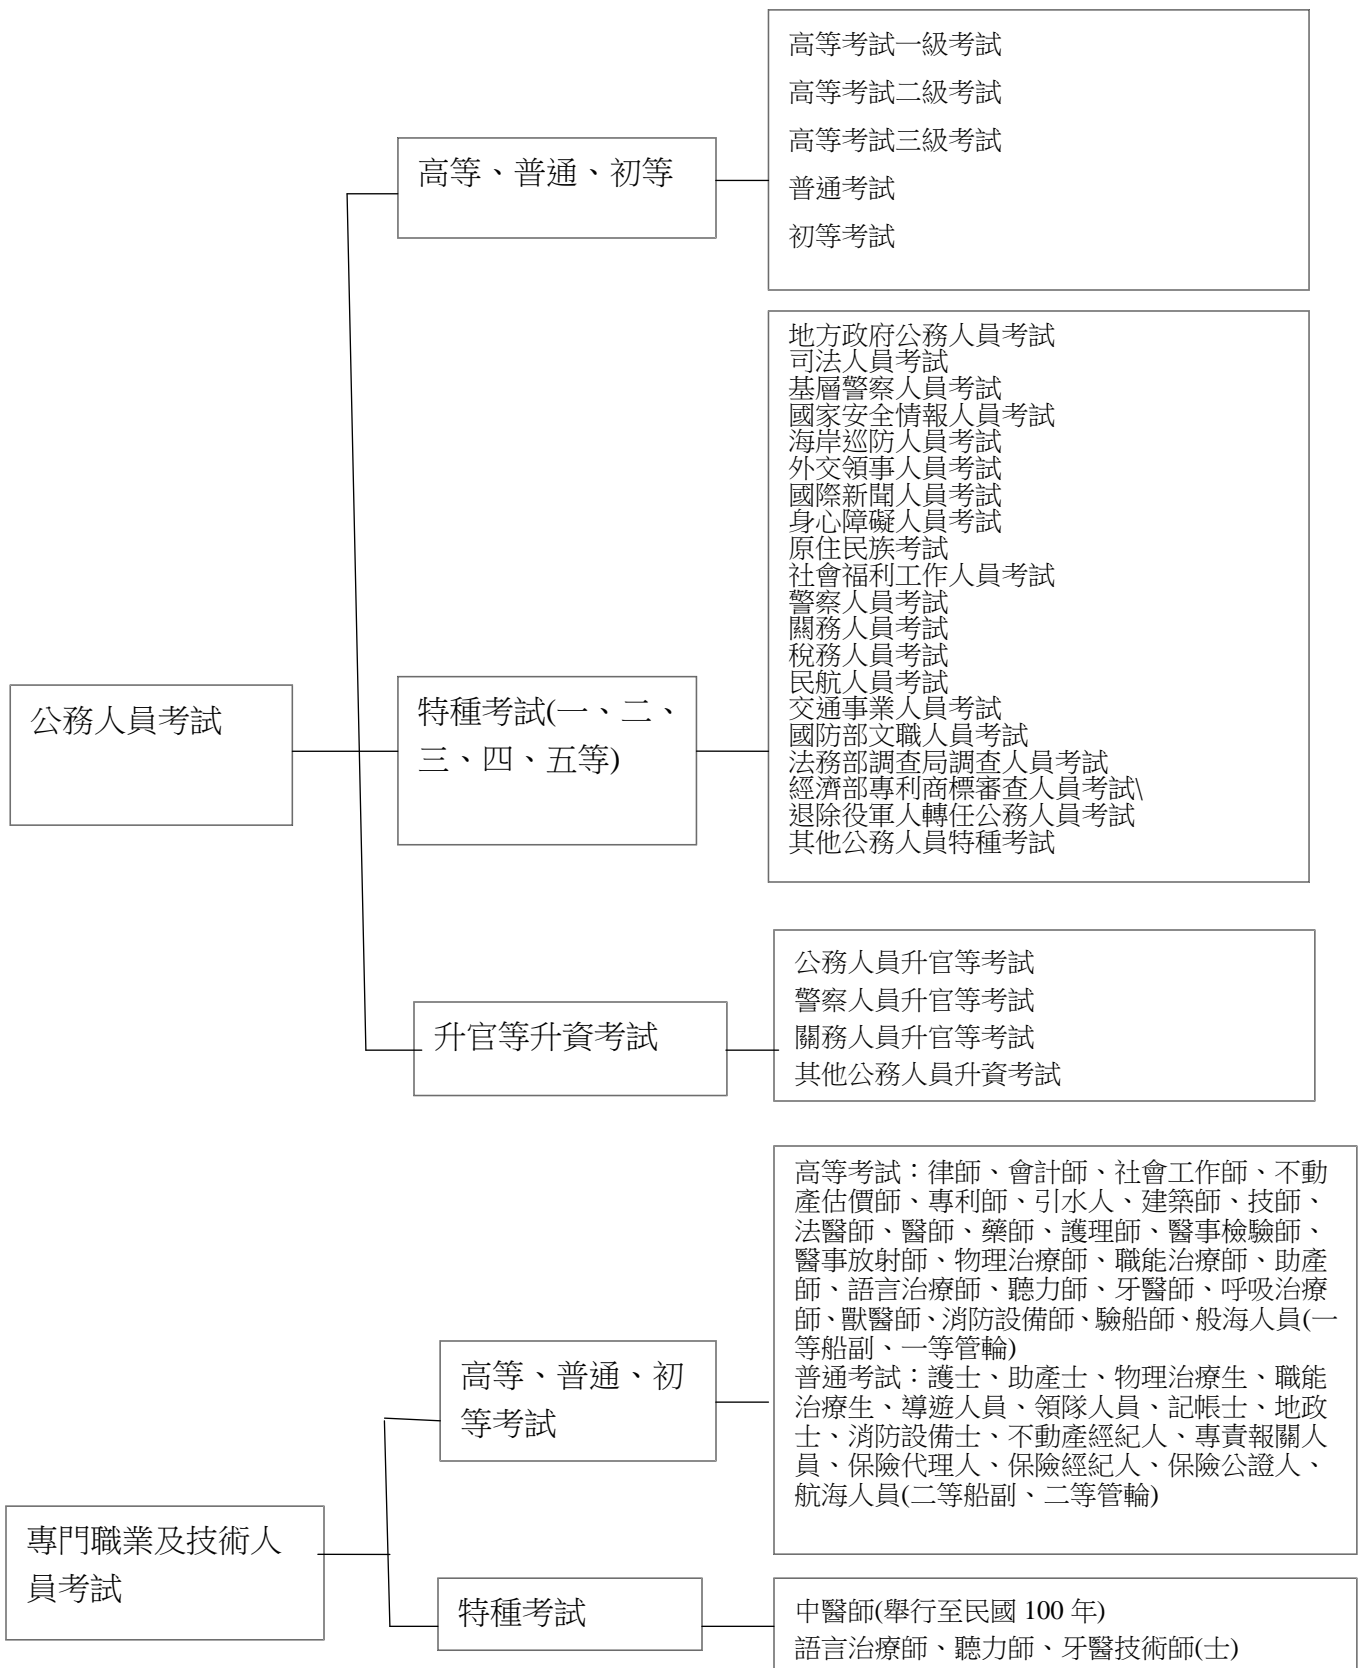 高等考試一級考試
高等考試二級考試
高等考試三級考試
普通考試
初等考試
高等、普通、初等
地方政府公務人員考試
司法人員考試
基層警察人員考試
國家安全情報人員考試
海岸巡防人員考試
外交領事人員考試
國際新聞人員考試
身心障礙人員考試
原住民族考試
社會福利工作人員考試
警察人員考試
關務人員考試
稅務人員考試
民航人員考試
交通事業人員考試
國防部文職人員考試
法務部調查局調查人員考試
經濟部專利商標審查人員考試\
退除役軍人轉任公務人員考試
其他公務人員特種考試
公務人員考試
特種考試(一、二、
三、四、五等)
公務人員升官等考試
警察人員升官等考試
關務人員升官等考試
其他公務人員升資考試
升官等升資考試
高等考試：律師、會計師、社會工作師、不動
產估價師、專利師、引水人、建築師、技師、
法醫師、醫師、藥師、護理師、醫事檢驗師、
醫事放射師、物理治療師、職能治療師、助產
師、語言治療師、聽力師、牙醫師、呼吸治療
師、獸醫師、消防設備師、驗船師、般海人員(一
等船副、一等管輪)
普通考試：護士、助產士、物理治療生、職能
治療生、導遊人員、領隊人員、記帳士、地政
士、消防設備士、不動產經紀人、專責報關人
員、保險代理人、保險經紀人、保險公證人、
航海人員(二等船副、二等管輪)
高等、普通、初
等考試
專門職業及技術人
員考試
特種考試
中醫師(舉行至民國 100 年)
語言治療師、聽力師、牙醫技術師(士)